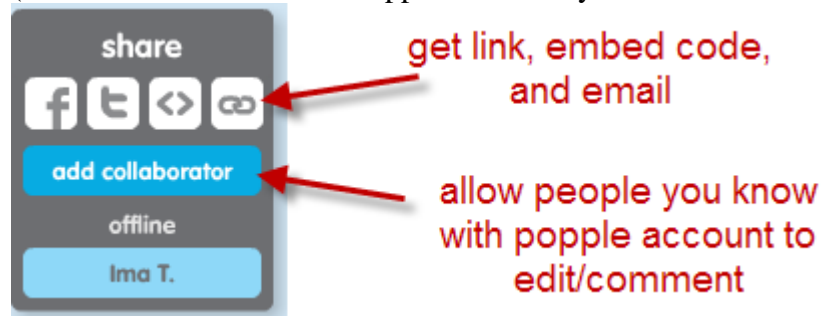 share
get link, embed code,
and email
add collaborator
allow people you know
with popple account to
edit/comment
offline
Ima T.